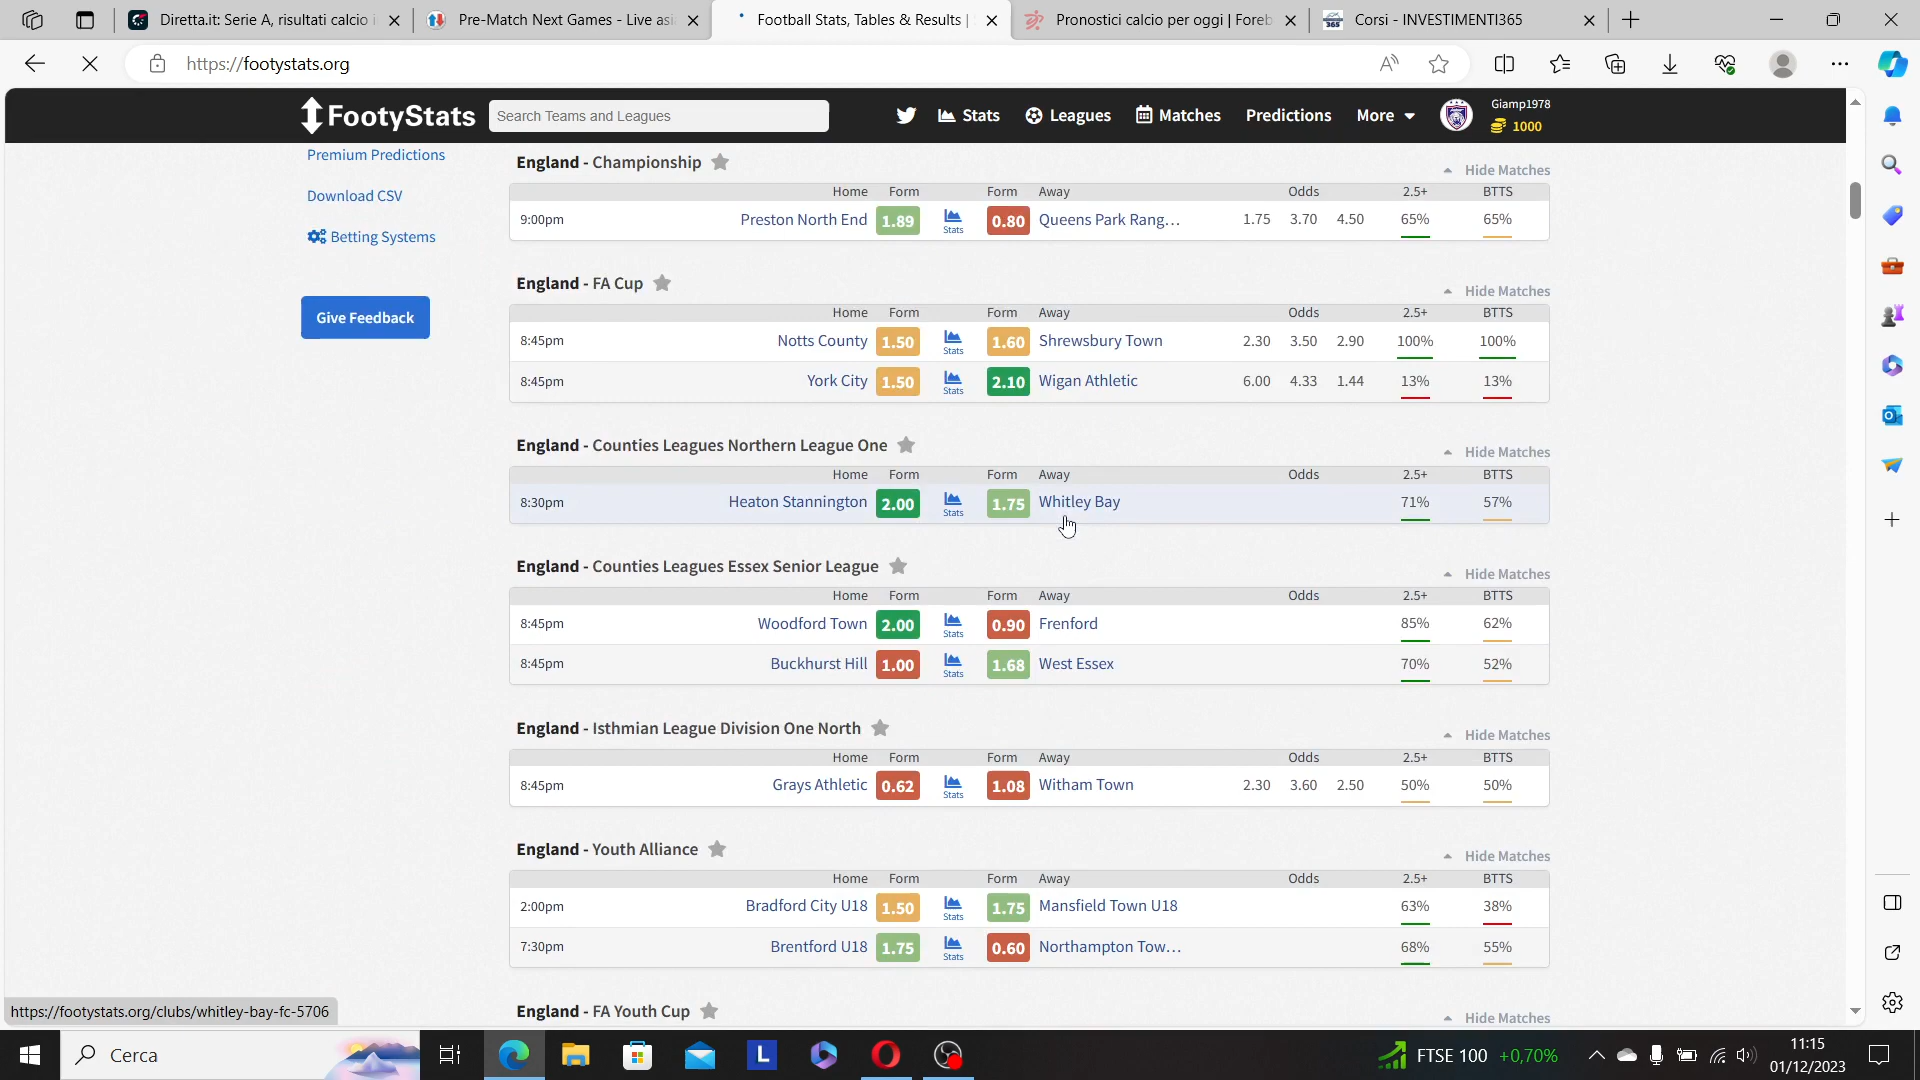 Diretta.it: Serie A, risultati calcio i
Pre-Match Next Games - Live asi
Football Stats, Tables & Results |
Pronostici calcio per oggi | Foreb
365 Corsi - INVESTIMENTI365
https://footystats.org
FootyStats Search Teams and Leagues Stats Leagues Matches Predictions More Giamp1978
1000
Premium Predictions
Download CSV
Betting Systems
Give Feedback
England - Championship Hide Matches
Home Form Form Away Odds 2.5+ BTTS
9:00pm Preston North End 1.89 Stats 0.80 Queens Park Rang... 1.75 3.70 4.50 65% 65%
England - FA Cup Hide Matches
Home Form Form Away Odds 2.5+ BTTS
8:45pm Notts County 1.50 Stats 1.60 Shrewsbury Town 2.30 3.50 2.90 100% 100%
8:45pm York City 1.50 Stats 2.10 Wigan Athletic 6.00 4.33 1.44 13% 13%
England - Counties Leagues Northern League One Hide Matches
Home Form Form Away Odds 2.5+ BTTS
8:30pm Heaton Stannington 2.00 Stats 1.75 Whitley Bay 71% 57%
England - Counties Leagues Essex Senior League Hide Matches
Home Form Form Away Odds 2.5+ BTTS
8:45pm Woodford Town 2.00 Stats 0.90 Frenford 85% 62%
8:45pm Buckhurst Hill 1.00 Stats 1.68 West Essex 70% 52%
England - Isthmian League Division One North Hide Matches
Home Form Form Away Odds 2.5+ BTTS
8:45pm Grays Athletic 0.62 Stats 1.08 Witham Town 2.30 3.60 2.50 50% 50%
England - Youth Alliance Hide Matches
Home Form Form Away Odds 2.5+ BTTS
2:00pm Bradford City U18 1.50 Stats 1.75 Mansfield Town U18 63% 38%
7:30pm Brentford U18 1.75 Stats 0.60 Northampton Tow... 68% 55%
England - FA Youth Cup Hide Matches
https://footystats.org/clubs/whitley-bay-fc-5706
Cerca L FTSE 100 +0,70% 11:15
01/12/2023